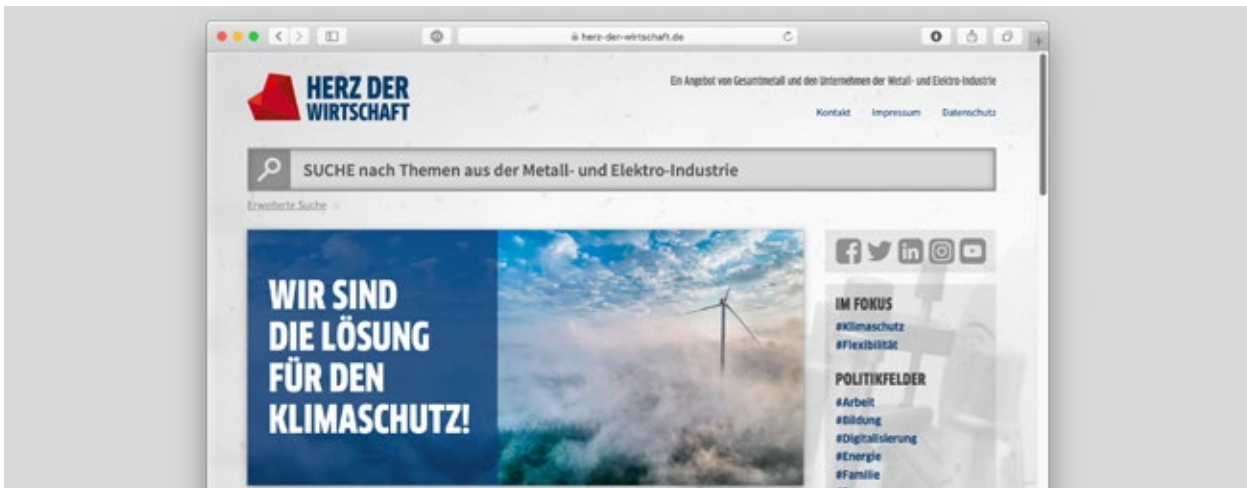 herz-der-wirtschaft.de
HERZ DER
WIRTSCHAFT
Ein Angebot von Gesamtmetall und den Unternehmen der Metall- und Elektro-Industrie
Kontakt Impressum Datenschutz
SUCHE nach Themen aus der Metall- und Elektro-Industrie
Erweiterte Suche
WIR SIND
DIE LÖSUNG
FÜR DEN
KLIMASCHUTZ!
IM FOKUS
#Klimaschutz
#Flexibilität
POLITIKFELDER
#Arbeit
#Bildung
#Digitalisierung
#Energie
#Familie